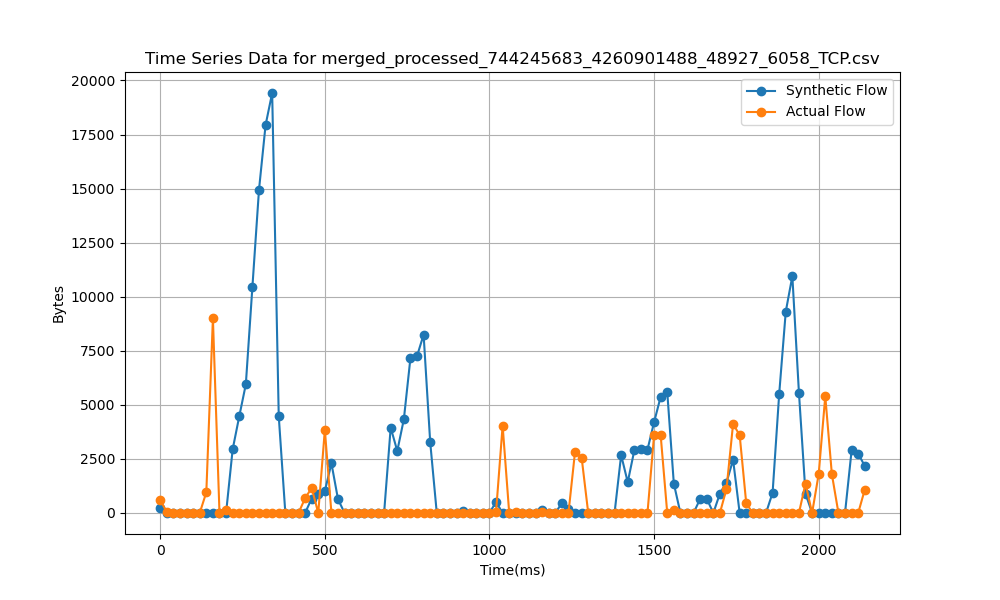 Time Series Data for merged_processed_744245683_4260901488_48927_6058_TCP.csv
Synthetic Flow
Actual Flow
20000
17500
15000
12500
10000
7500
5000
2500
0
Bytes
0 500 1000 1500 2000
Time(ms)